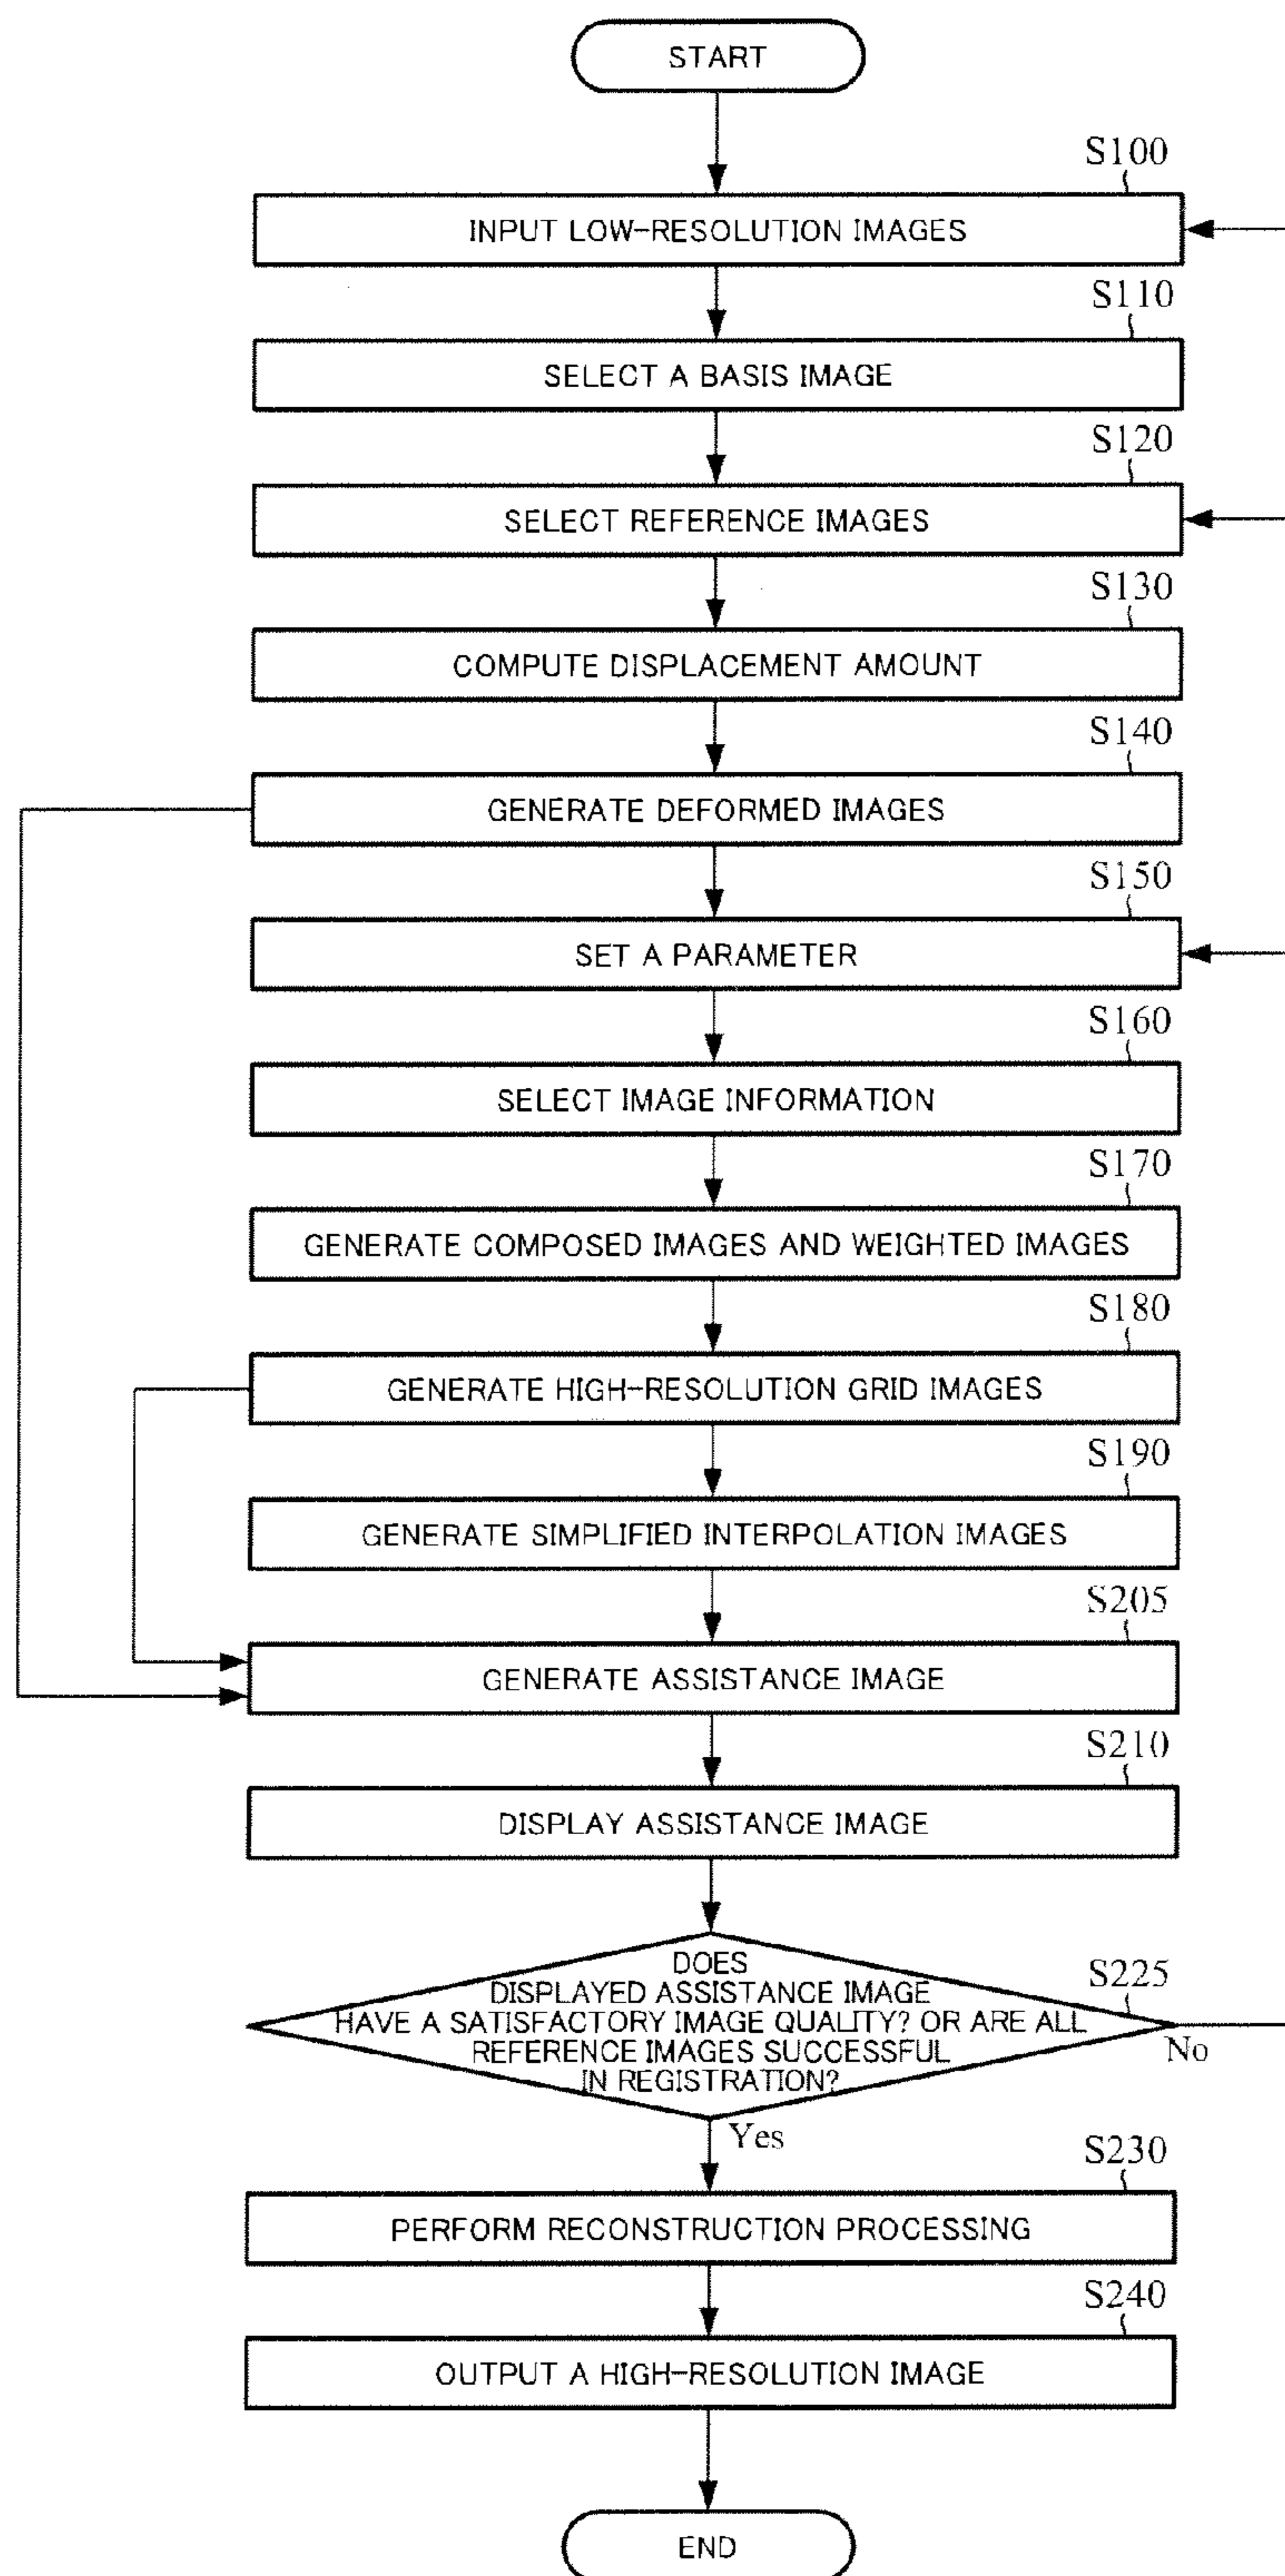 START
S100
INPUT LOW-RESOLUTION IMAGES
S110
SELECT A BASIS IMAGE
S120
SELECT REFERENCE IMAGES
S130
COMPUTE DISPLACEMENT AMOUNT
S140
GENERATE DEFORMED IMAGES
S150
SET A PARAMETER
S160
SELECT IMAGE INFORMATION
S170
GENERATE COMPOSED IMAGES AND WEIGHTED IMAGES
S180
GENERATE HIGH-RESOLUTION GRID IMAGES
S190
GENERATE SIMPLIFIED INTERPOLATION IMAGES
S205
GENERATE ASSISTANCE IMAGE
S210
DISPLAY ASSISTANCE IMAGE
S225
DOES
DISPLAYED ASSISTANCE IMAGE
HAVE A SATISFACTORY IMAGE QUALITY? OR ARE ALL
REFERENCE IMAGES SUCCESSFUL
IN REGISTRATION?
No
Yes
S230
PERFORM RECONSTRUCTION PROCESSING
S240
OUTPUT A HIGH-RESOLUTION IMAGE
END